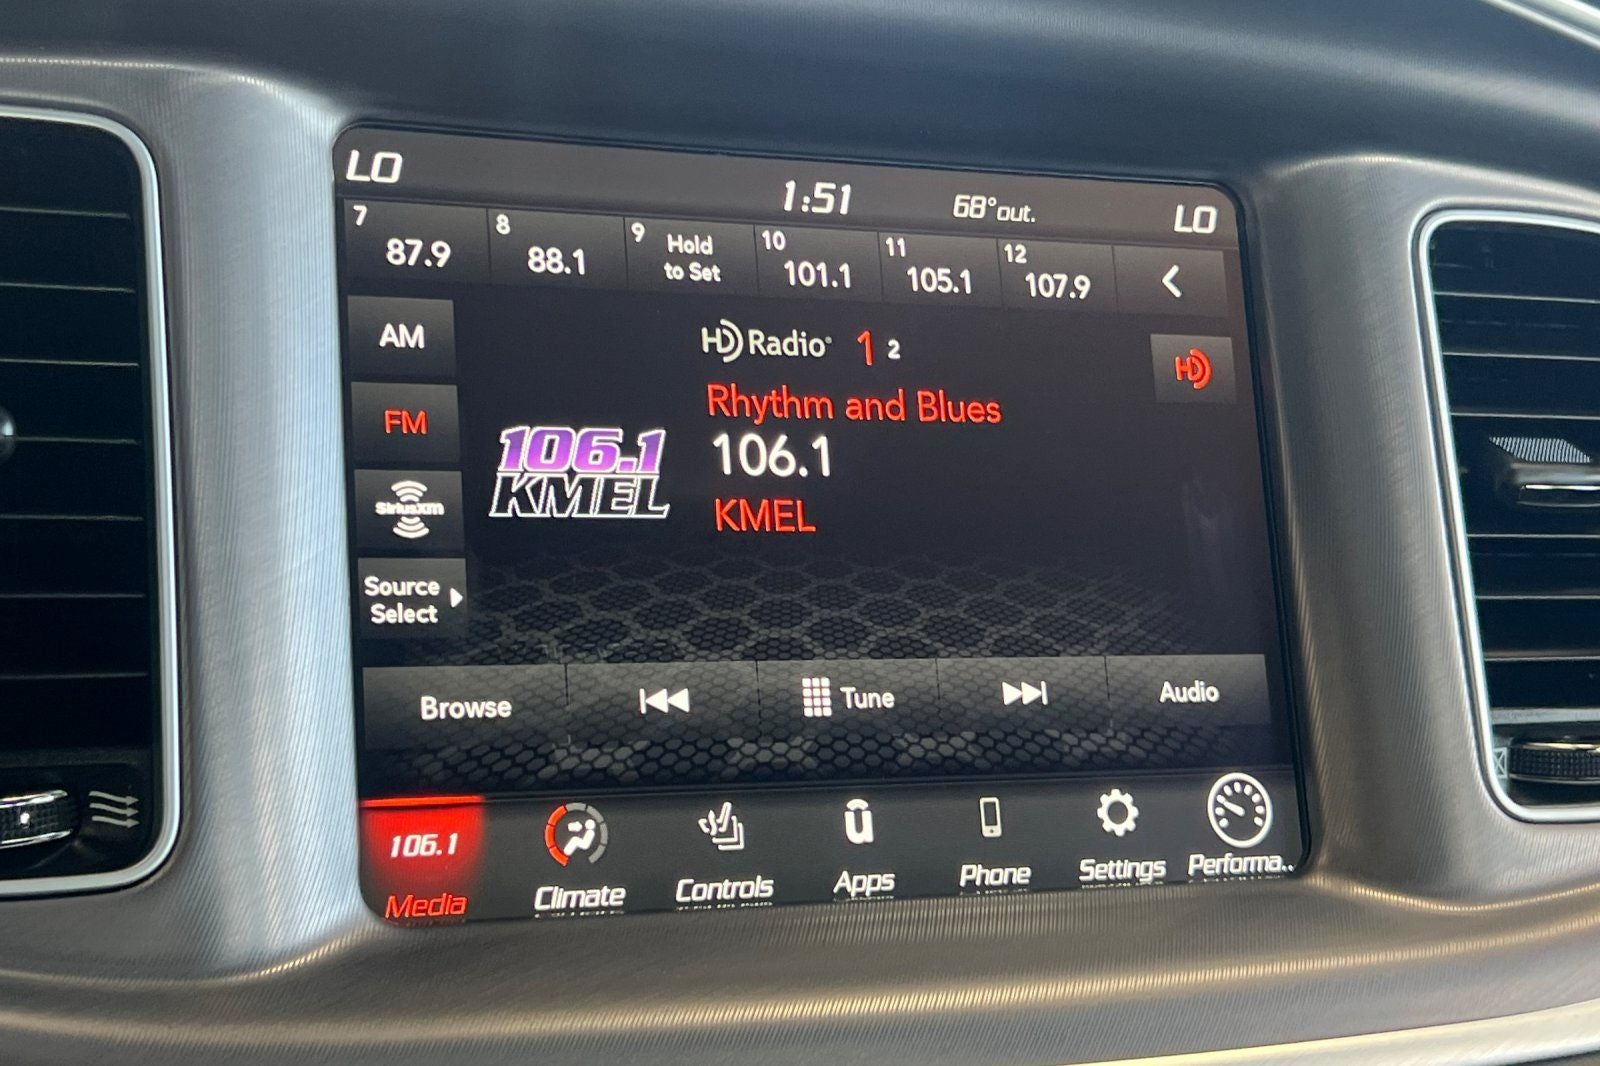 LO
1:51
68°out.
LO
7
87.9
8
88.1
9
Hold
to Set
10
101.1
11
105.1
12
107.9
AM
HD Radio 1 2
HD
Rhythm and Blues
FM
106.1
KMEL
106.1
KMEL
SiriusXM
Source
Select
Browse
Tune
Audio
106.1
Media
Climate
Controls
Apps
Phone
Settings
Performa..